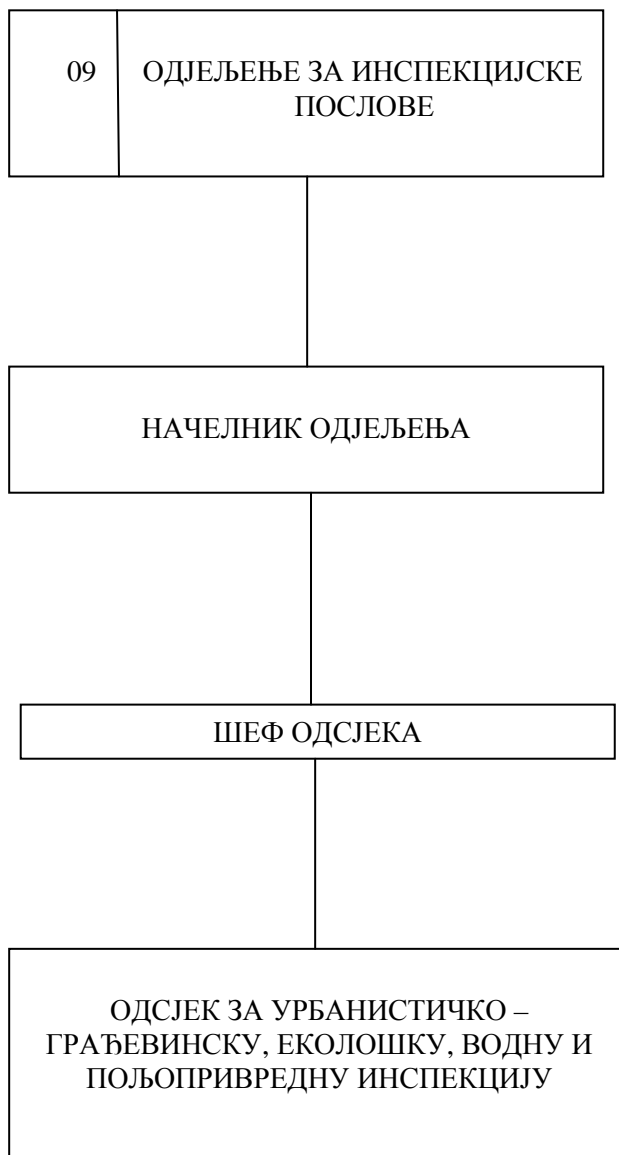 09 ОДЈЕЉЕЊЕ ЗА ИНСПЕКЦИЈСКЕ
ПОСЛОВЕ
НАЧЕЛНИК ОДЈЕЉЕЊА
ШЕФ ОДСЈЕКА
ОДСЈЕК ЗА УРБАНИСТИЧКО –
ГРАЂЕВИНСКУ, ЕКОЛОШКУ, ВОДНУ И
ПОЉОПРИВРЕДНУ ИНСПЕКЦИЈУ